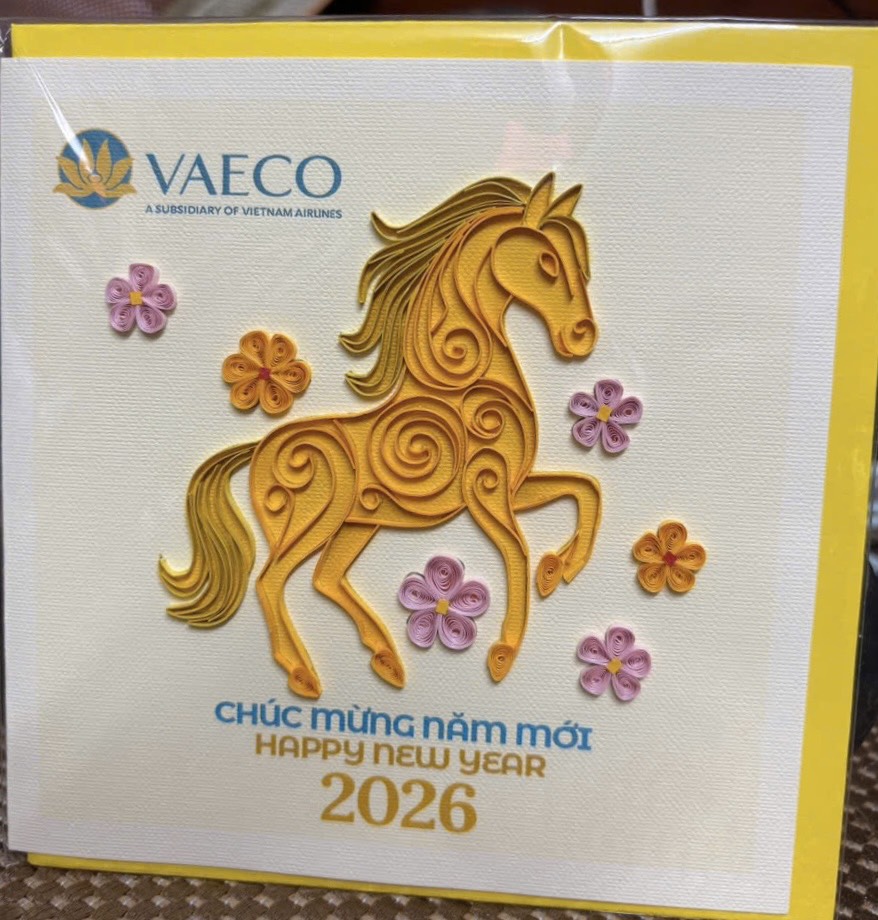 VAECO
A SUBSIDIARY OF VIETNAM AIRLINES
CHÚC MỪNG NĂM MỚI
HAPPY NEW YEAR
2026